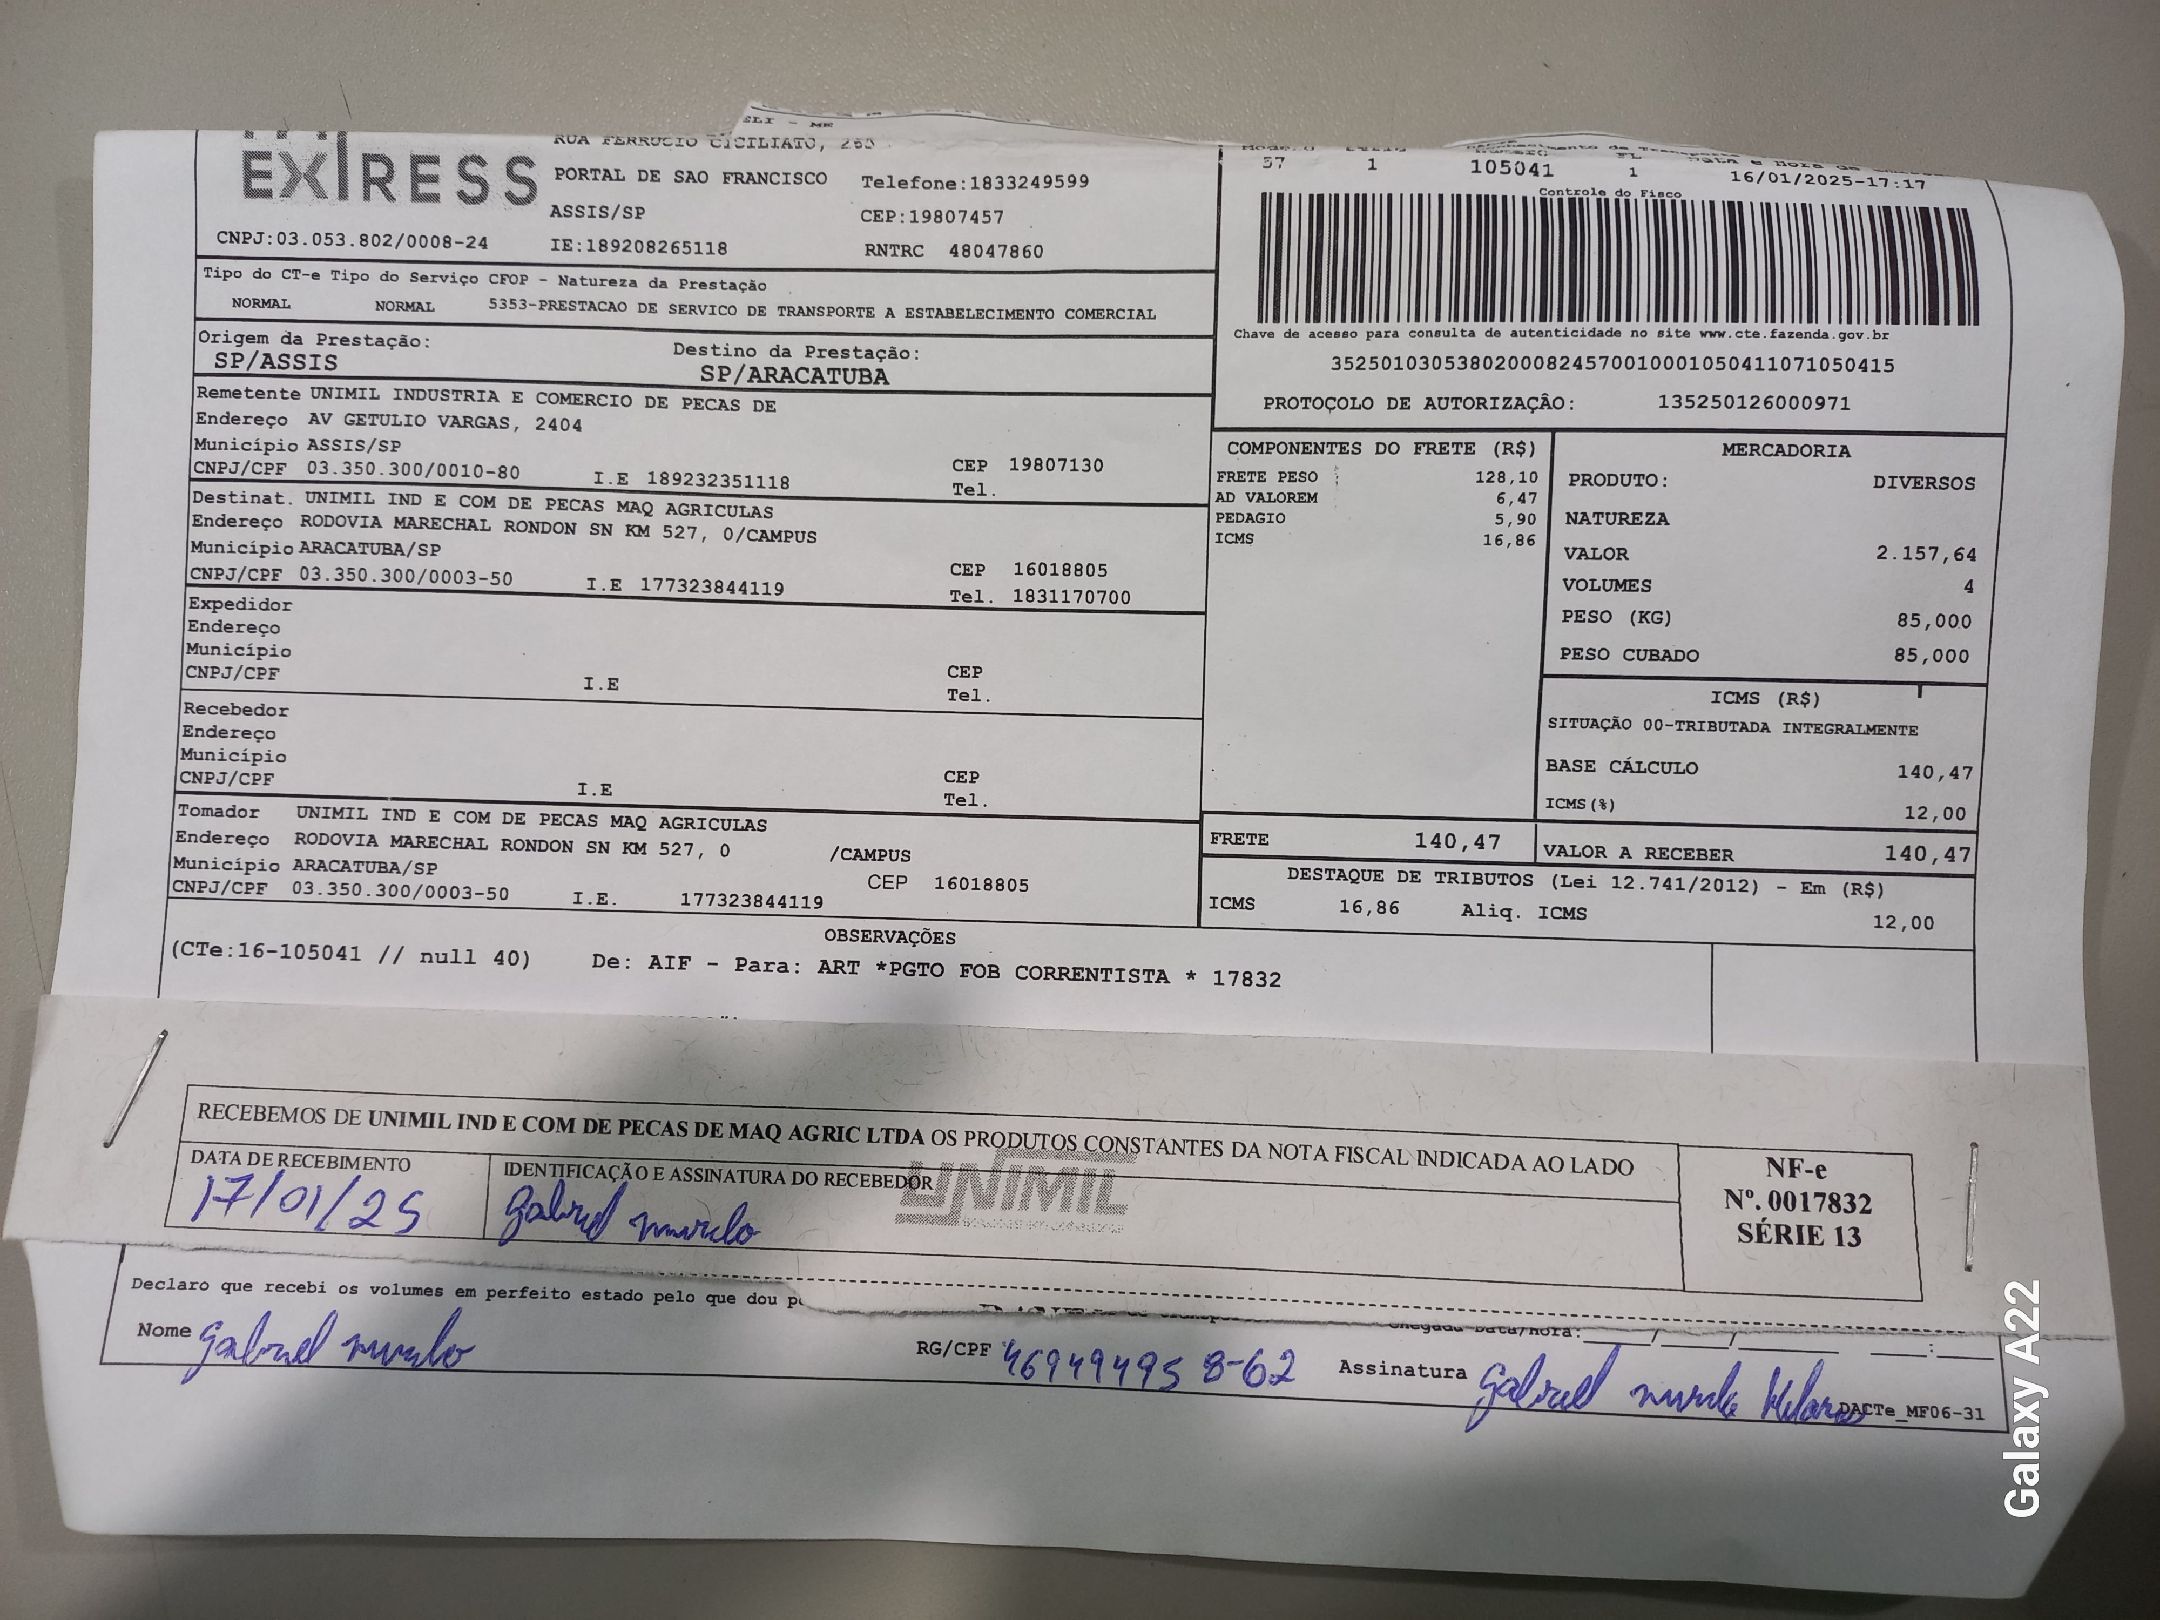 ELI - ME
EXPRESS
RUA FERRUCIO CICILIATO, 265
PORTAL DE SAO FRANCISCO Telefone:1833249599
ASSIS/SP CEP:19807457
CNPJ:03.053.802/0008-24 IE:189208265118 RNTRC 48047860
57 1 105041 1 16/01/2025-17:17
Controle do Fisco
Chave de acesso para consulta de autenticidade no site www.cte.fazenda.gov.br
35250103053802000824570010001050411071050415
PROTOCOLO DE AUTORIZAÇÃO: 135250126000971
Tipo do CT-e Tipo do Serviço CFOP - Natureza da Prestação
NORMAL NORMAL 5353-PRESTACAO DE SERVICO DE TRANSPORTE A ESTABELECIMENTO COMERCIAL
Origem da Prestação: Destino da Prestação:
SP/ASSIS SP/ARACATUBA
Remetente UNIMIL INDUSTRIA E COMERCIO DE PECAS DE
Endereço AV GETULIO VARGAS, 2404
Município ASSIS/SP CEP 19807130
CNPJ/CPF 03.350.300/0010-80 I.E 189232351118 Tel.
Destinat. UNIMIL IND E COM DE PECAS MAQ AGRICULAS
Endereço RODOVIA MARECHAL RONDON SN KM 527, 0/CAMPUS
Município ARACATUBA/SP CEP 16018805
CNPJ/CPF 03.350.300/0003-50 I.E 177323844119 Tel. 1831170700
Expedidor
Endereço
Município CEP
CNPJ/CPF I.E Tel.
Recebedor
Endereço
Município CEP
CNPJ/CPF I.E Tel.
Tomador UNIMIL IND E COM DE PECAS MAQ AGRICULAS
Endereço RODOVIA MARECHAL RONDON SN KM 527, 0 /CAMPUS
Município ARACATUBA/SP CEP 16018805
CNPJ/CPF 03.350.300/0003-50 I.E. 177323844119
COMPONENTES DO FRETE (R$)
FRETE PESO 128,10
AD VALOREM 6,47
PEDAGIO 5,90
ICMS 16,86
MERCADORIA
PRODUTO: DIVERSOS
NATUREZA
VALOR 2.157,64
VOLUMES 4
PESO (KG) 85,000
PESO CUBADO 85,000
ICMS (R$)
SITUAÇÃO 00-TRIBUTADA INTEGRALMENTE
BASE CÁLCULO 140,47
ICMS(%) 12,00
FRETE 140,47 VALOR A RECEBER 140,47
DESTAQUE DE TRIBUTOS (Lei 12.741/2012) - Em (R$)
ICMS 16,86 Aliq. ICMS 12,00
OBSERVAÇÕES
(CTe:16-105041 // null 40) De: AIF - Para: ART *PGTO FOB CORRENTISTA * 17832
RECEBEMOS DE UNIMIL IND E COM DE PECAS DE MAQ AGRIC LTDA OS PRODUTOS CONSTANTES DA NOTA FISCAL INDICADA AO LADO
DATA DE RECEBIMENTO IDENTIFICAÇÃO E ASSINATURA DO RECEBEDOR
17/01/25 Gabriel murilo
UNIMIL
NF-e
Nº. 0017832
SÉRIE 13
Declaro que recebi os volumes em perfeito estado pelo que dou
Chegada Data/Hora: / / :
Nome Gabriel murilo RG/CPF 469494958-62 Assinatura Gabriel murilo
DACTe_MF06-31
Galaxy A22